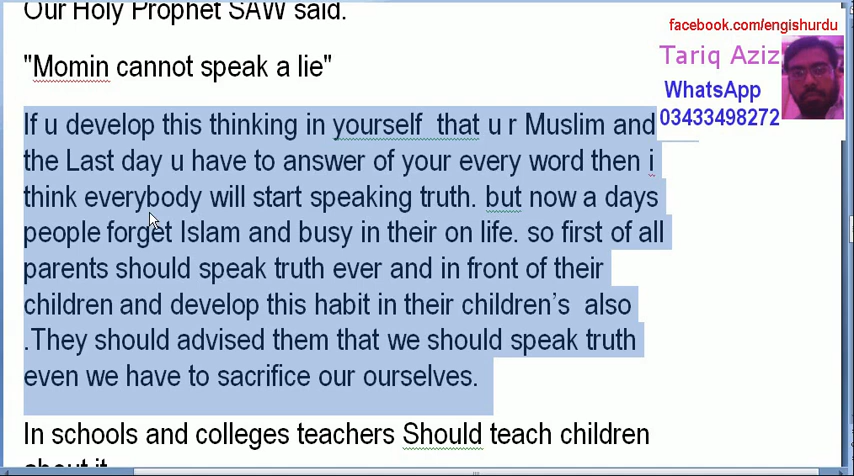 Our Holy Prophet SAW said.
"Momin cannot speak a lie"
If u develop this thinking in yourself that u r Muslim and
the Last day u have to answer of your every word then i
think everybody will start speaking truth. but now a days
people forget Islam and busy in their on life. so first of all
parents should speak truth ever and in front of their
children and develop this habit in their children's also
.They should advised them that we should speak truth
even we have to sacrifice our ourselves.
In schools and colleges teachers Should teach children
about it
facebook.com/engishurdu
Tariq Aziz
WhatsApp
03433498272